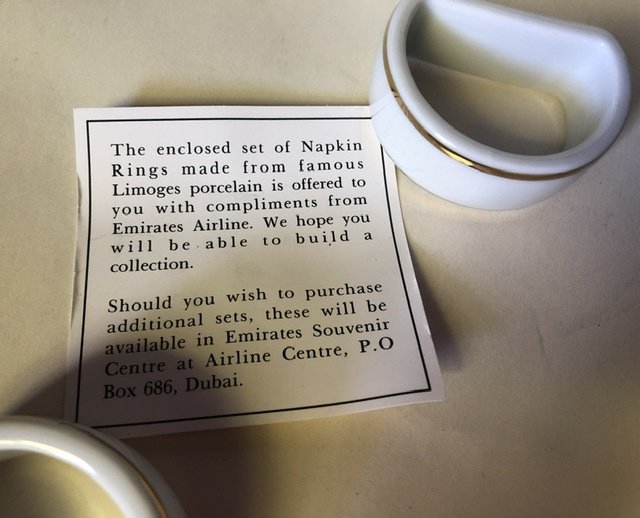 The enclosed set of Napkin
Rings made from famous
Limoges porcelain is offered to
you with compliments from
Emirates Airline. We hope you
will be able to build a
collection.
Should you wish to purchase
additional sets, these will be
available in Emirates Souvenir
Centre at Airline Centre, P.O
Box 686, Dubai.